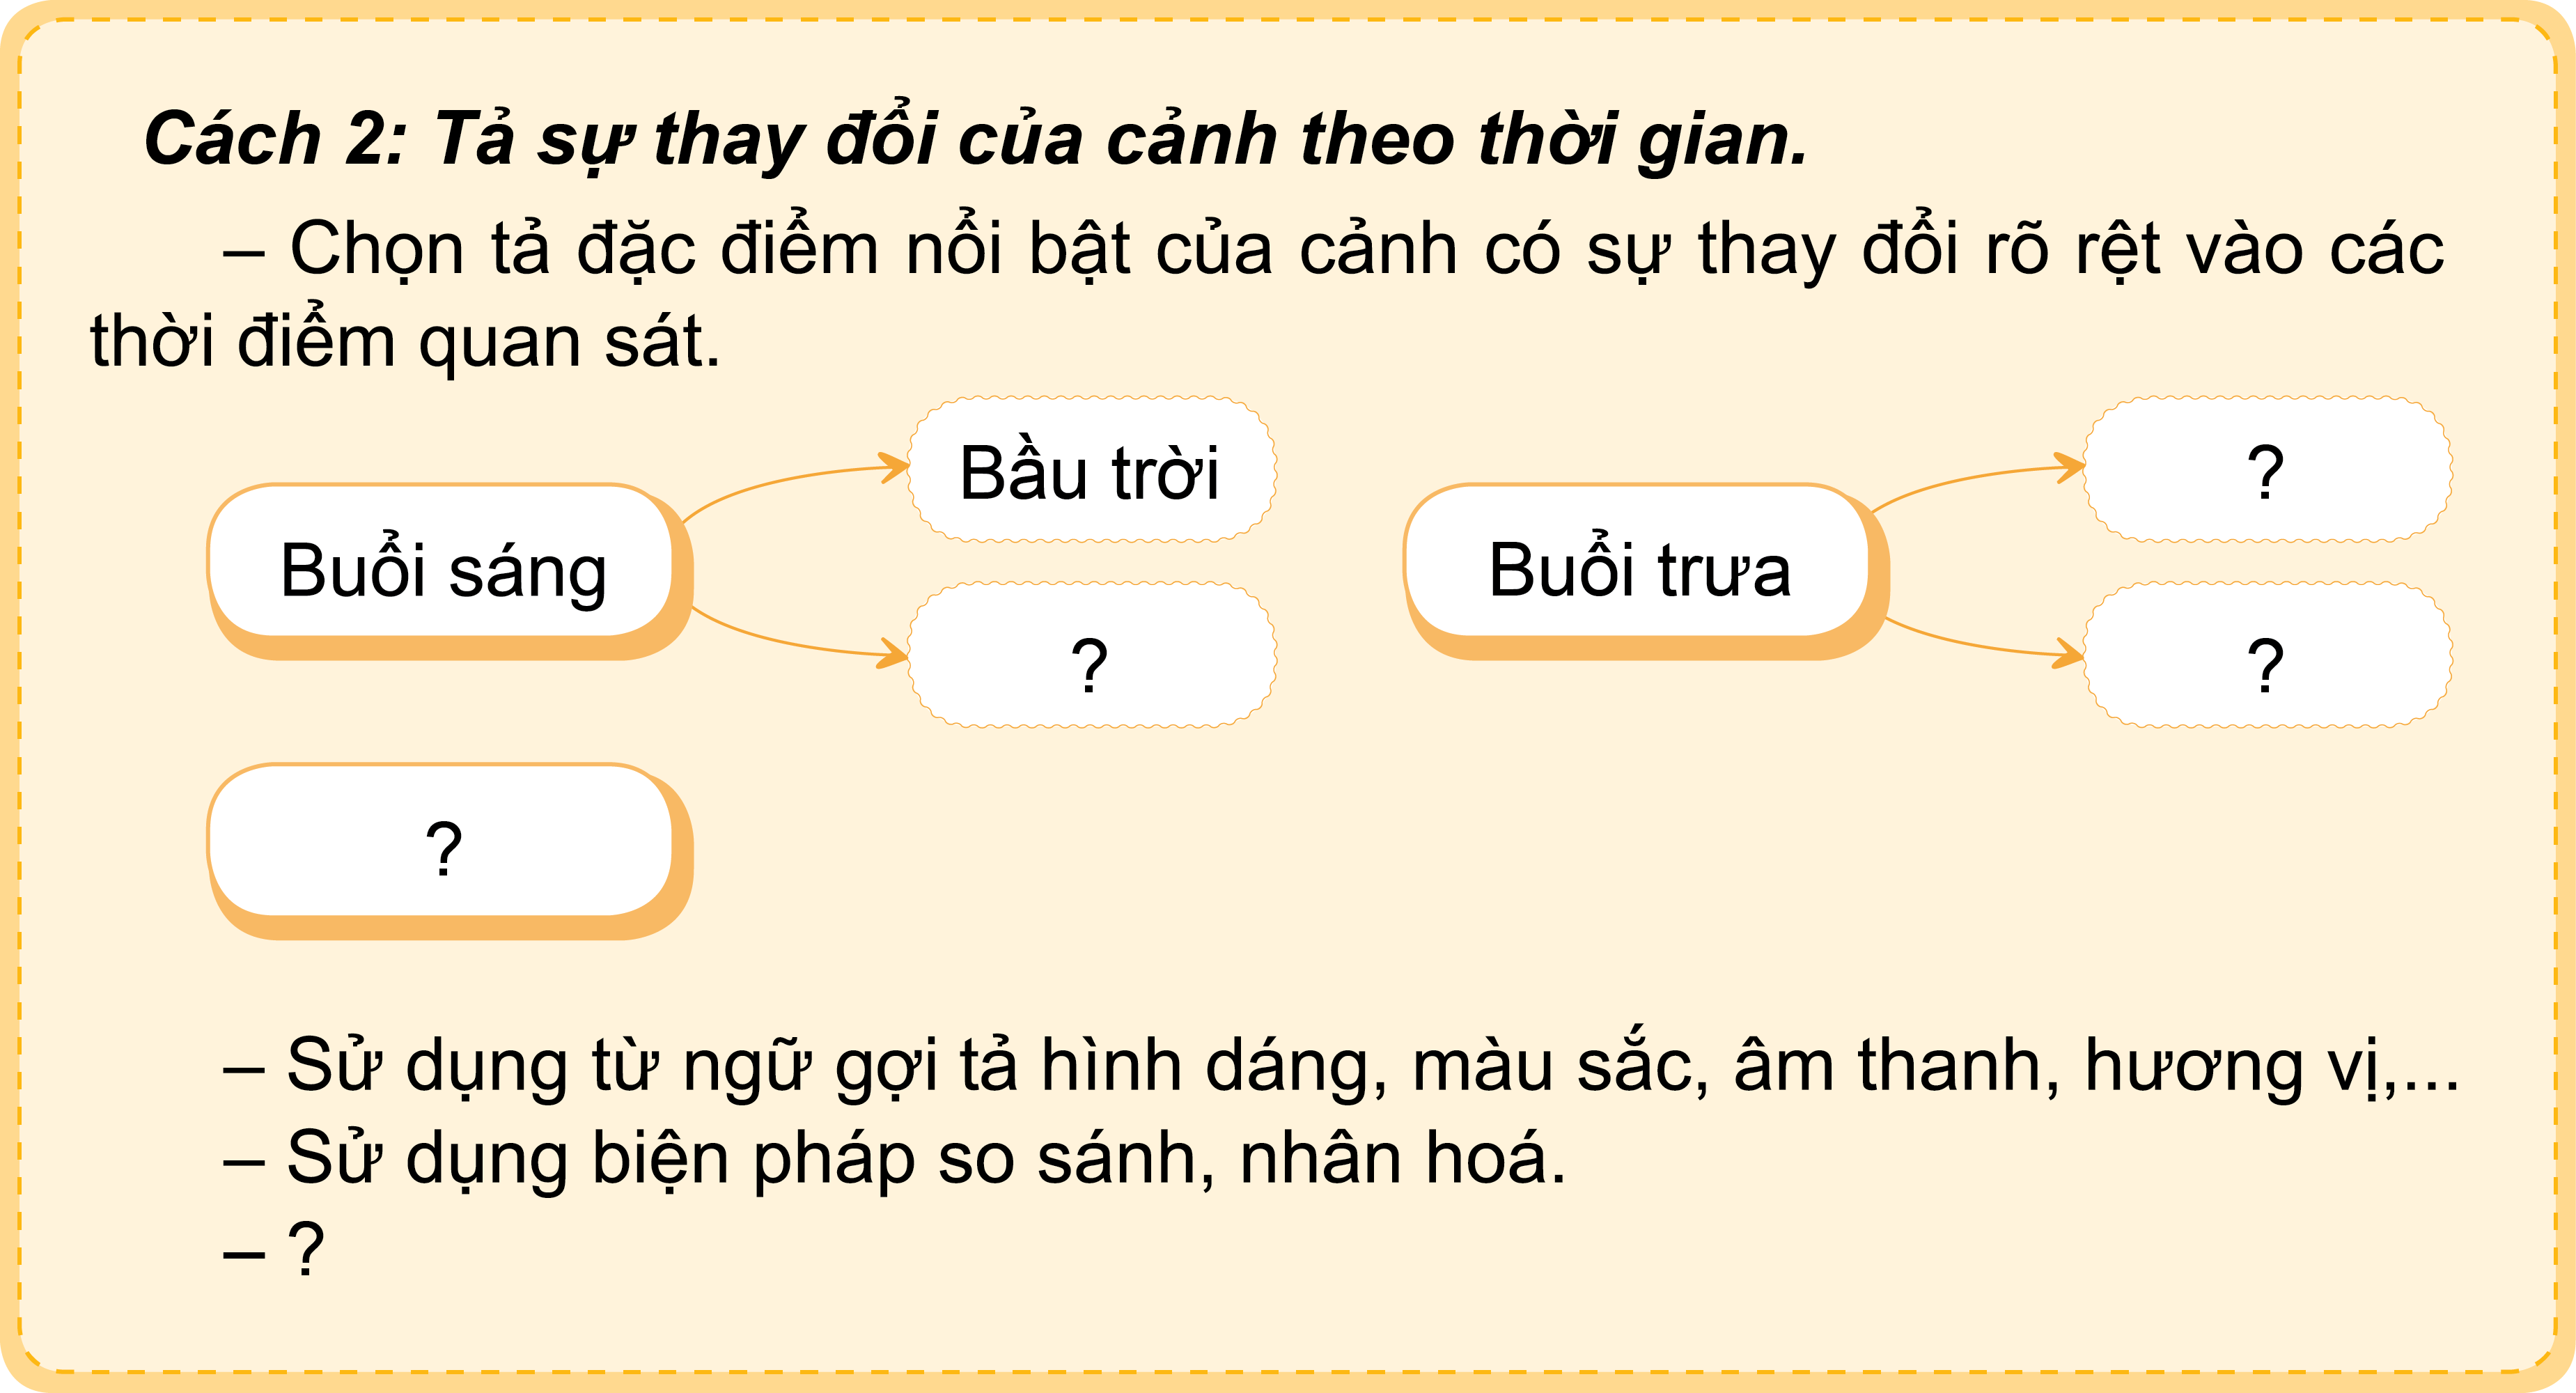 Cách 2: Tả sự thay đổi của cảnh theo thời gian.
– Chọn tả đặc điểm nổi bật của cảnh có sự thay đổi rõ rệt vào các
thời điểm quan sát.
Buổi sáng
Bầu trời
?
Buổi trưa
?
?
?
– Sử dụng từ ngữ gợi tả hình dáng, màu sắc, âm thanh, hương vị,...
– Sử dụng biện pháp so sánh, nhân hoá.
– ?